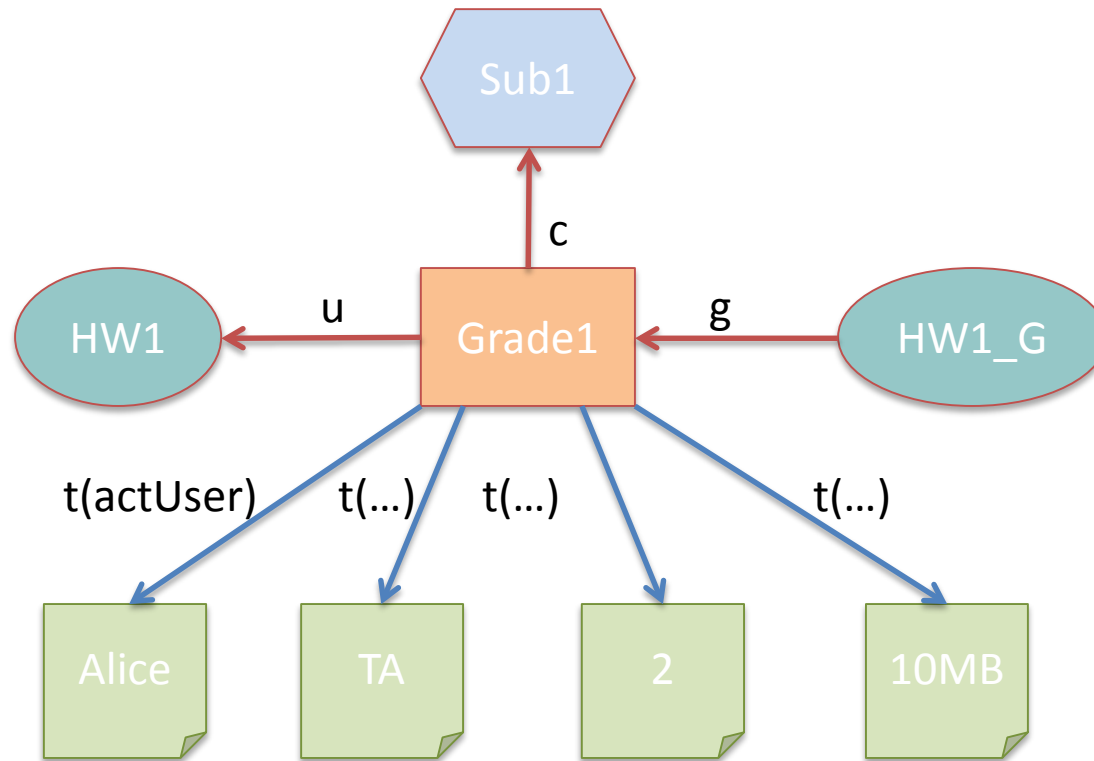 Sub1
c
HW1
u
Grade1
g
HW1_G
t(actUser)
t(...)
t(...)
t(...)
Alice
TA
2
10MB